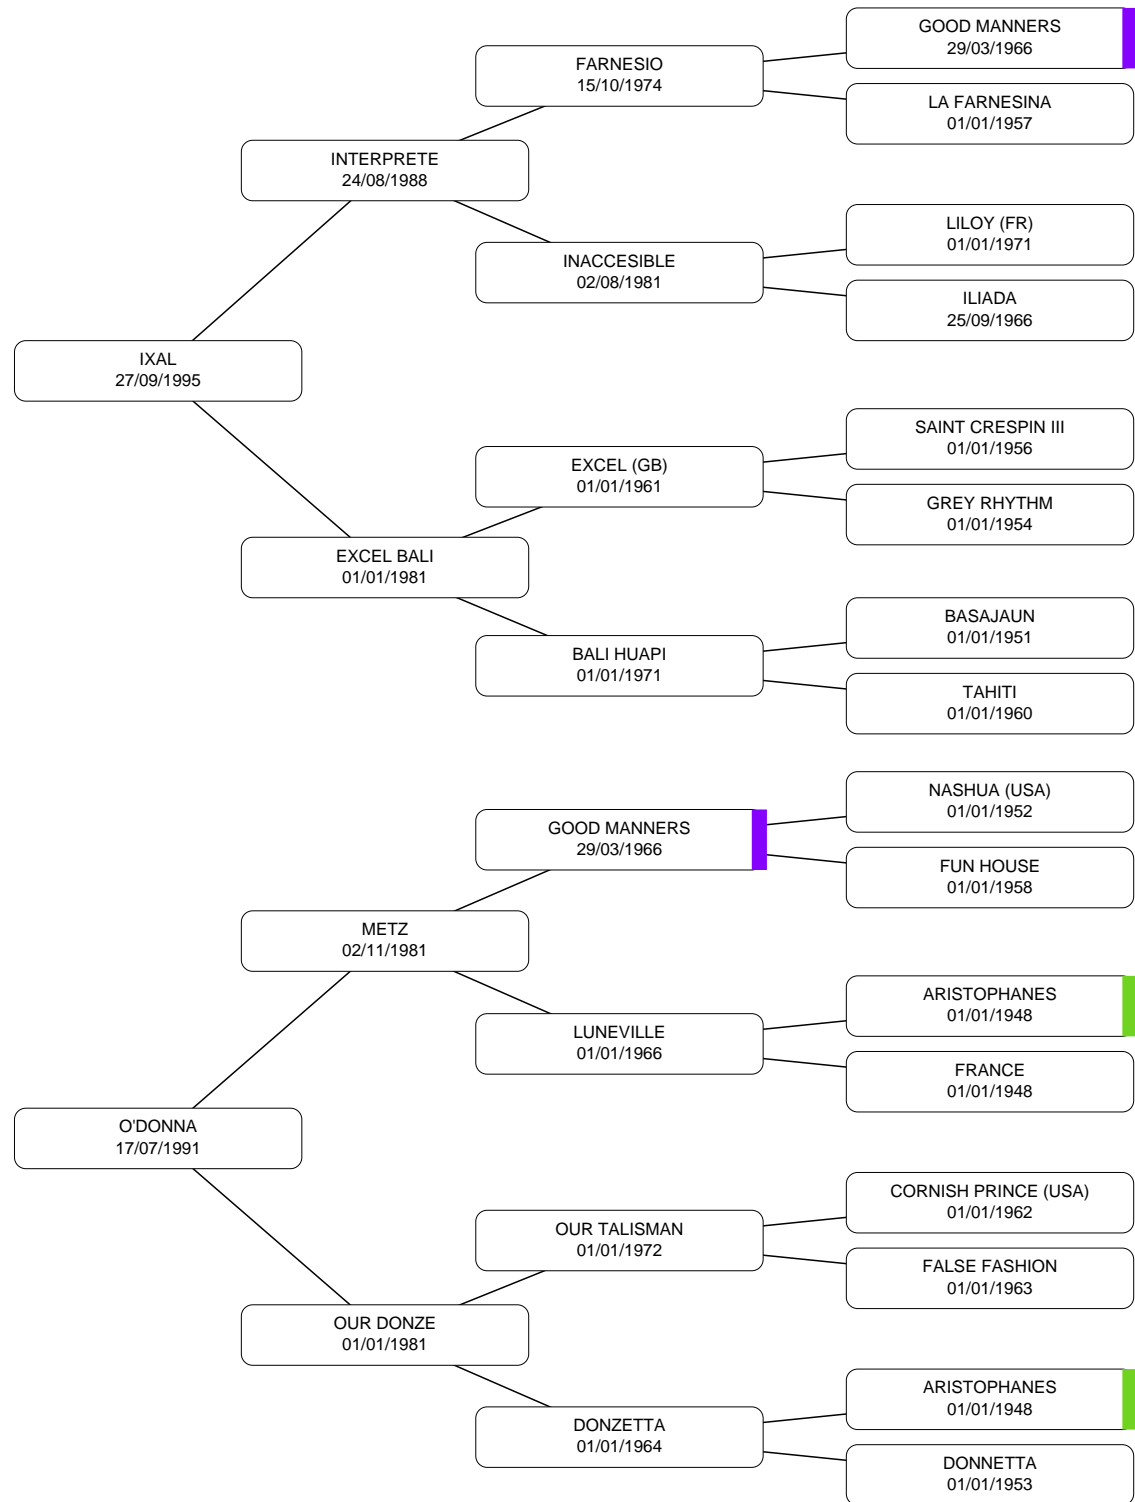 GOOD MANNERS
29/03/1966
FARNESIO
15/10/1974
LA FARNESINA
01/01/1957
INTERPRETE
24/08/1988
LILOY (FR)
01/01/1971
INACCESIBLE
02/08/1981
ILIADA
25/09/1966
IXAL
27/09/1995
SAINT CRESPIN III
01/01/1956
EXCEL (GB)
01/01/1961
GREY RHYTHM
01/01/1954
EXCEL BALI
01/01/1981
BASAJAUN
01/01/1951
BALI HUAPI
01/01/1971
TAHITI
01/01/1960
NASHUA (USA)
01/01/1952
GOOD MANNERS
29/03/1966
FUN HOUSE
01/01/1958
METZ
02/11/1981
ARISTOPHANES
01/01/1948
LUNEVILLE
01/01/1966
FRANCE
01/01/1948
O'DONNA
17/07/1991
CORNISH PRINCE (USA)
01/01/1962
OUR TALISMAN
01/01/1972
FALSE FASHION
01/01/1963
OUR DONZE
01/01/1981
ARISTOPHANES
01/01/1948
DONZETTA
01/01/1964
DONNETTA
01/01/1953